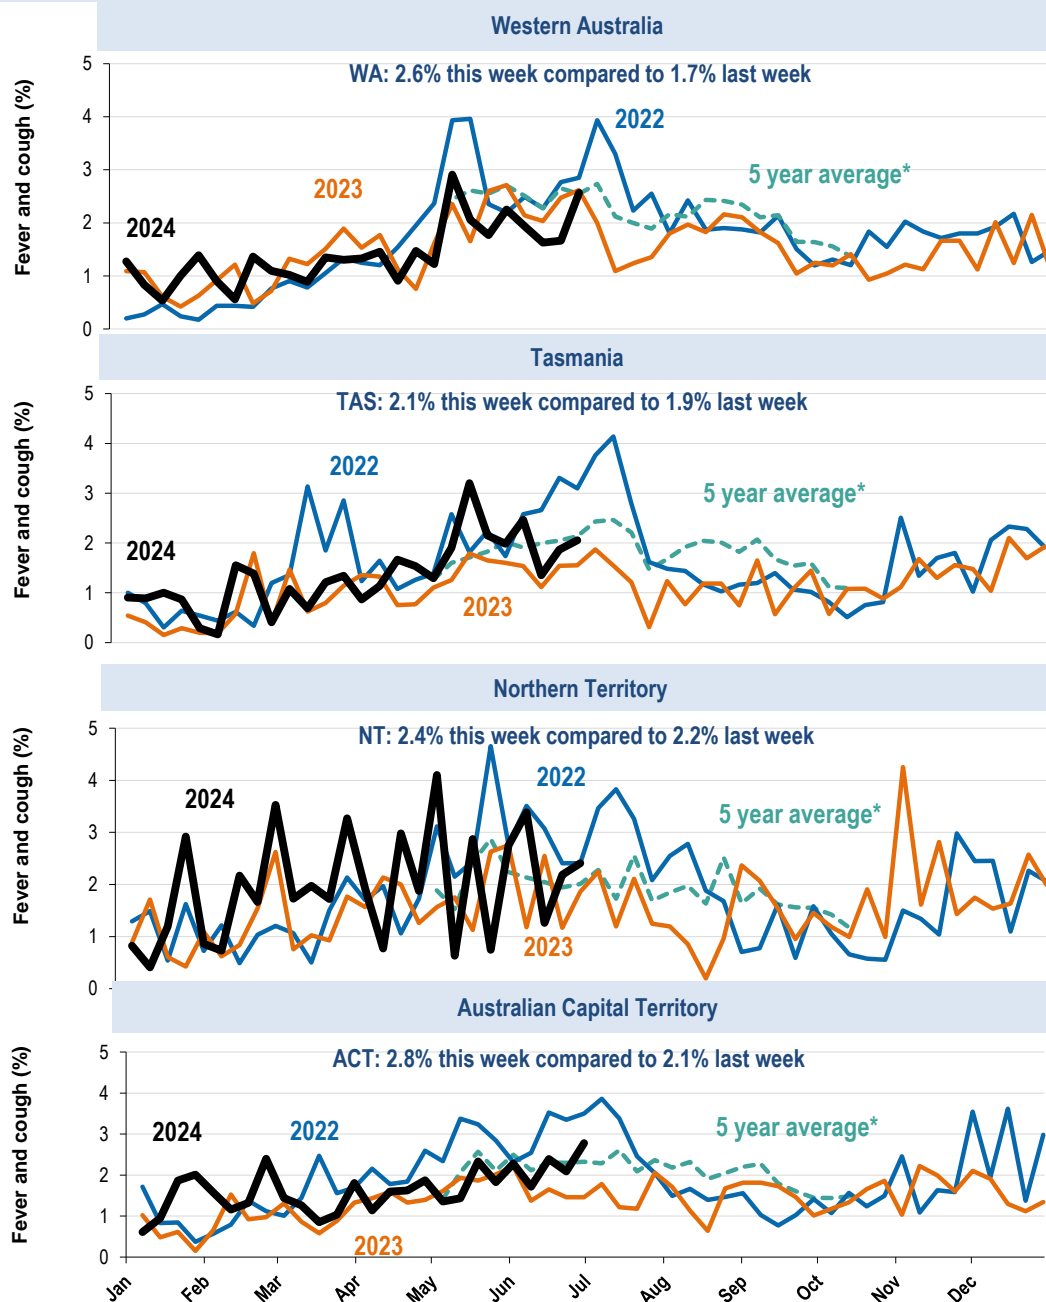 Western Australia
Fever and cough (%)
5
4
3
2
1
0
WA: 2.6% this week compared to 1.7% last week
2022
2023
5 year average*
2024
Tasmania
Fever and cough (%)
5
4
3
2
1
0
TAS: 2.1% this week compared to 1.9% last week
2022
5 year average*
2024
2023
Northern Territory
Fever and cough (%)
5
4
3
2
1
0
NT: 2.4% this week compared to 2.2% last week
2022
2024
5 year average*
2023
Australian Capital Territory
Fever and cough (%)
5
4
3
2
1
0
ACT: 2.8% this week compared to 2.1% last week
2024
2022
5 year average*
2023
Jan
Feb
Mar
Apr
May
Jun
Jul
Aug
Sep
Oct
Nov
Dec